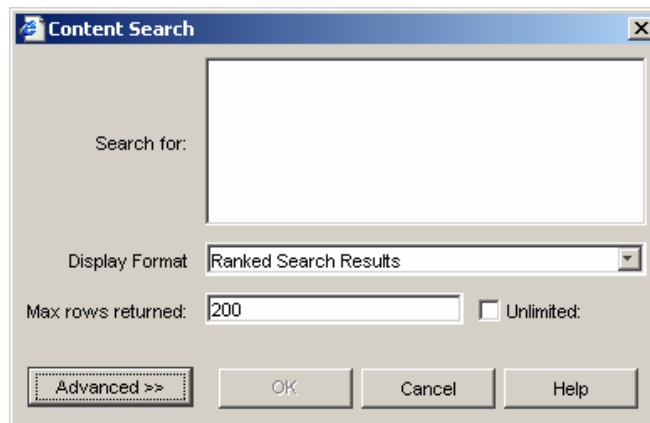 Content Search
Search for:
Display Format Ranked Search Results
Max rows returned: 200 Unlimited:
Advanced >> OK Cancel Help